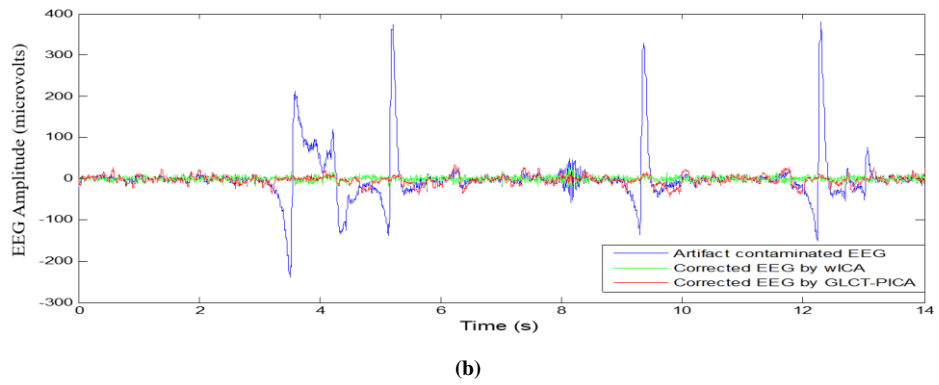 400
300
200
100
0
-100
-200
-300
EEG Amplitude (microvolts)
Artifact contaminated EEG
Corrected EEG by wICA
Corrected EEG by GLCT-PICA
0 2 4 6 8 10 12 14
Time (s)
(b)